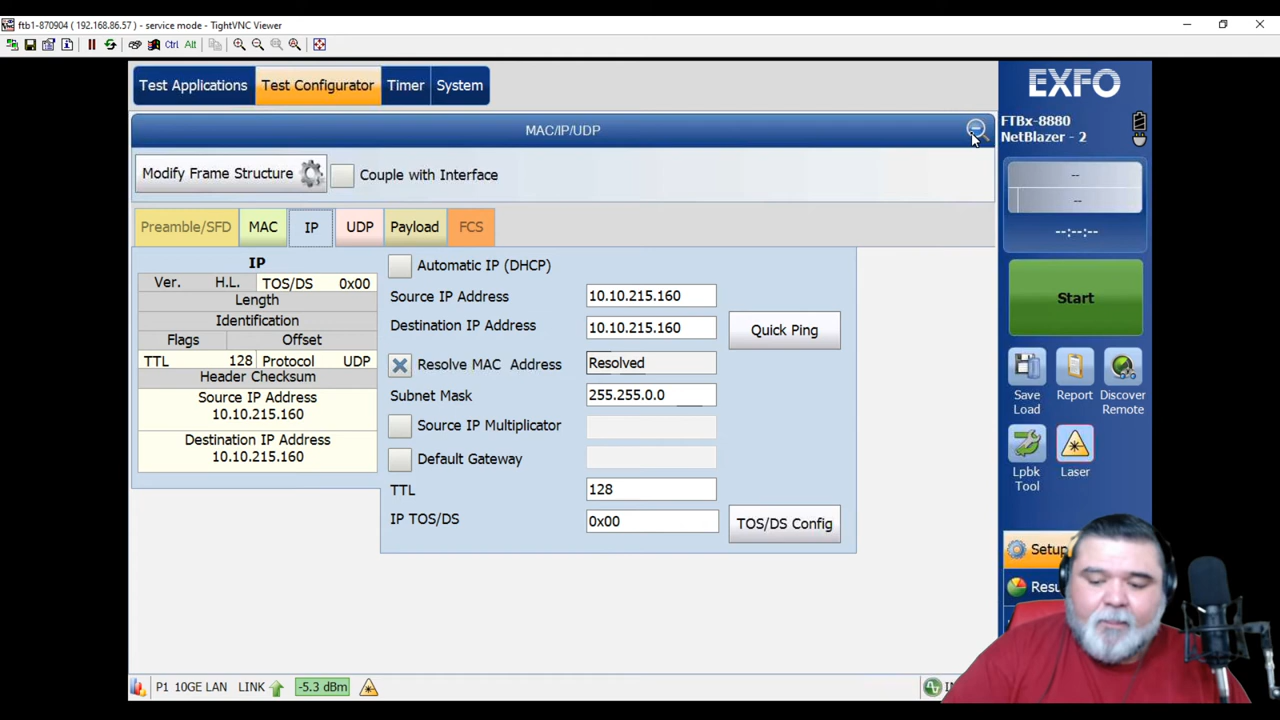 ftb1-870904 ( 192.168.86.57 ) - service mode - TightVNC Viewer
Ctrl Alt
Test Applications Test Configurator Timer System
EXFO
FTBx-8880
NetBlazer - 2
MAC/IP/UDP
Modify Frame Structure Couple with Interface
--
--
--:--:--
Preamble/SFD MAC IP UDP Payload FCS
IP
Ver. H.L. TOS/DS 0x00
Length
Identification
Flags Offset
TTL 128 Protocol UDP
Header Checksum
Source IP Address
10.10.215.160
Destination IP Address
10.10.215.160
Automatic IP (DHCP)
Source IP Address 10.10.215.160
Destination IP Address 10.10.215.160 Quick Ping
Resolve MAC Address Resolved
Subnet Mask 255.255.0.0
Source IP Multiplicator
Default Gateway
TTL 128
IP TOS/DS 0x00 TOS/DS Config
Start
Save
Load
Report
Discover
Remote
Lpbk
Tool
Laser
Setup
P1 10GE LAN LINK -5.3 dBm